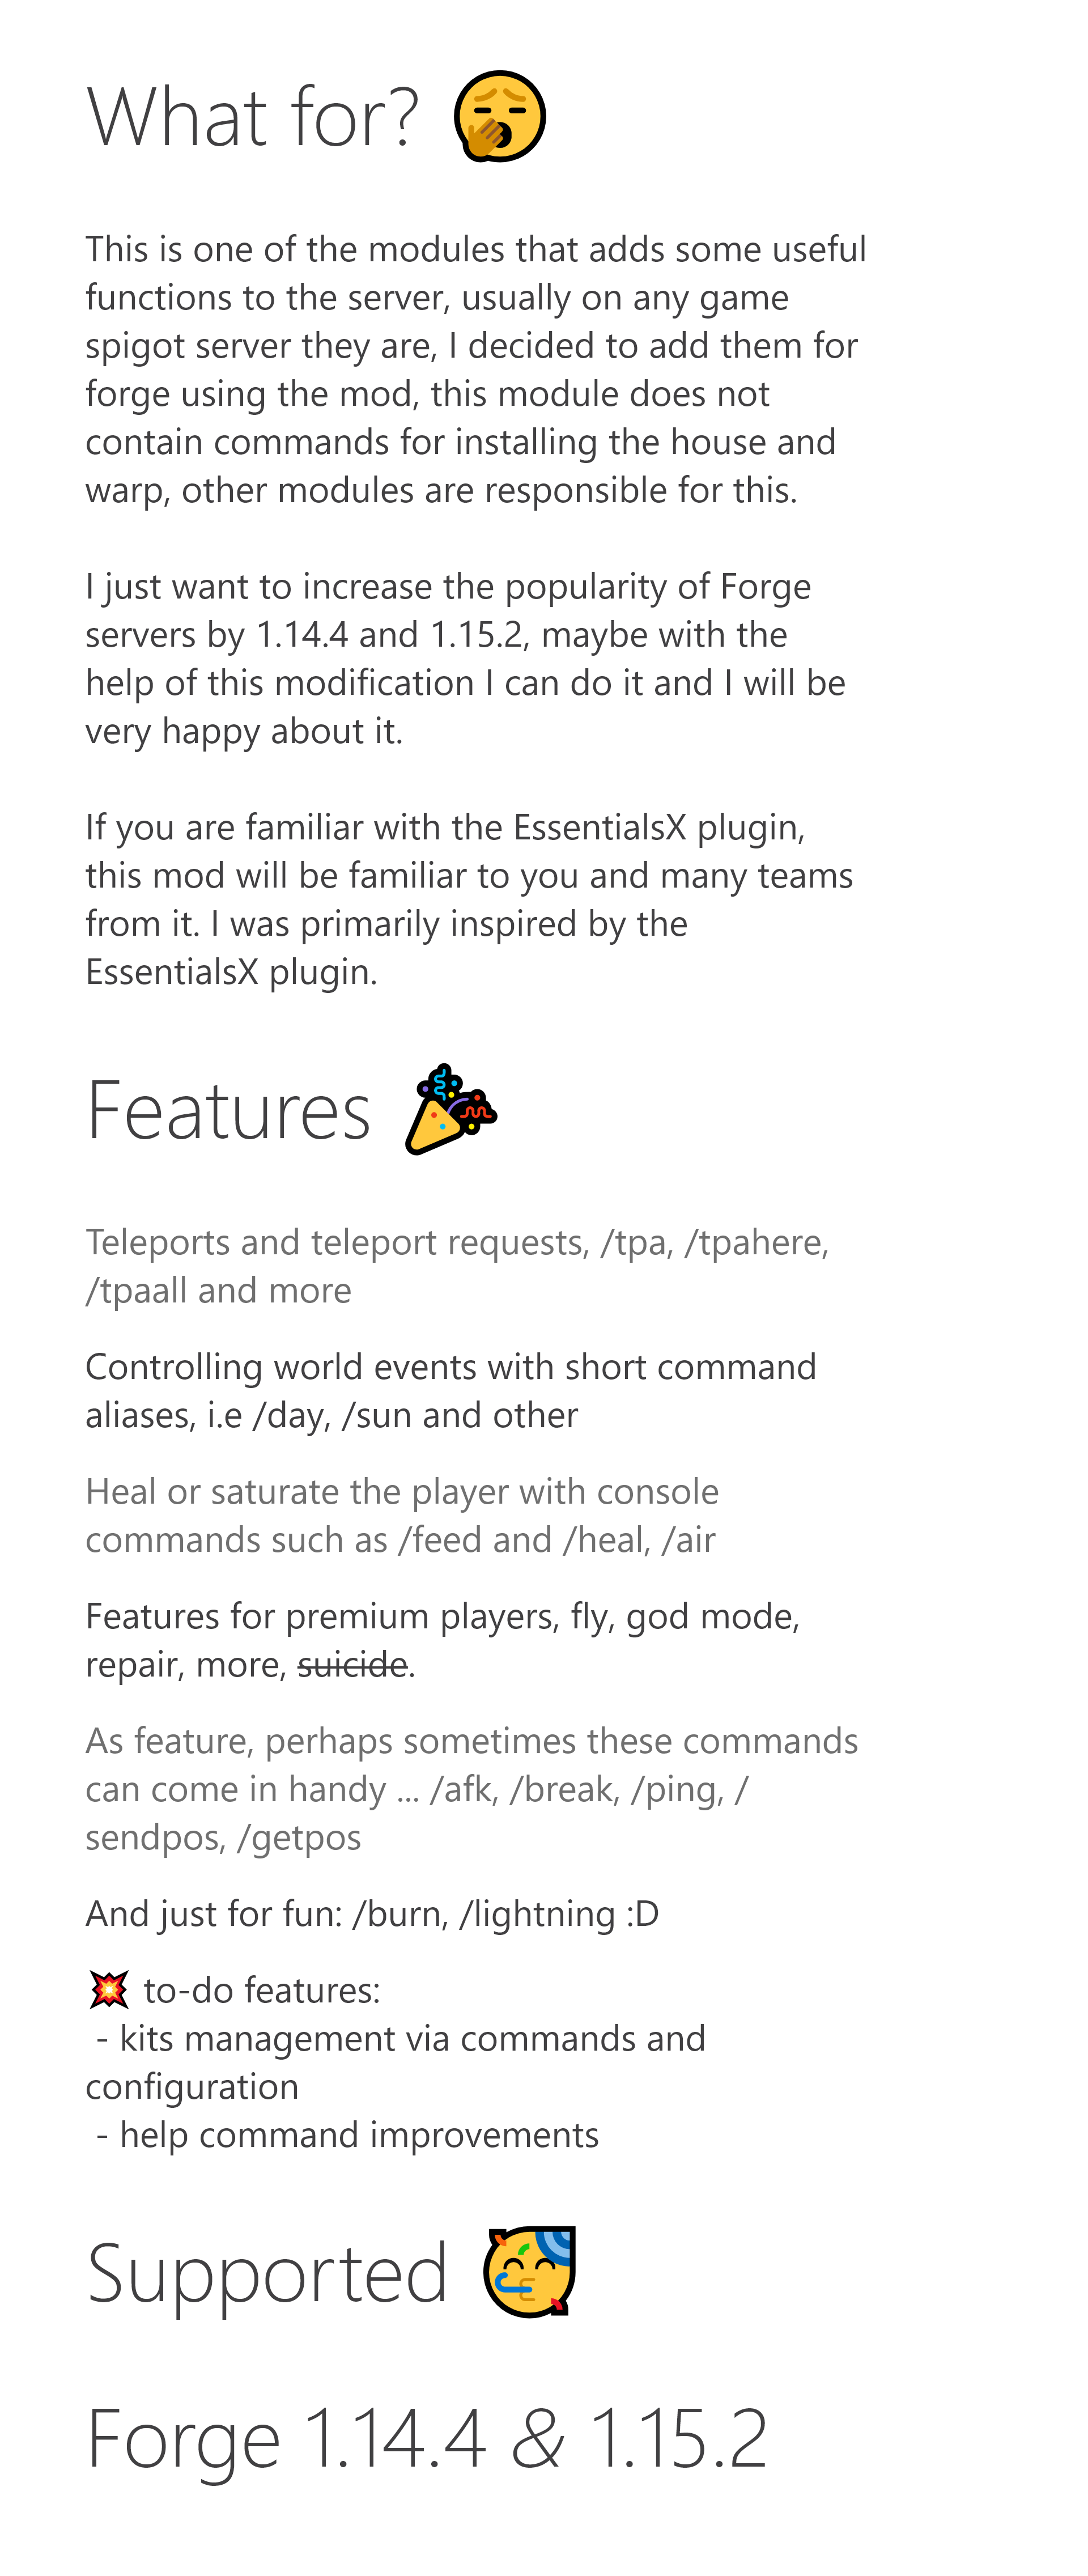 What for? 🥱
This is one of the modules that adds some useful
functions to the server, usually on any game
spigot server they are, I decided to add them for
forge using the mod, this module does not
contain commands for installing the house and
warp, other modules are responsible for this.
I just want to increase the popularity of Forge
servers by 1.14.4 and 1.15.2, maybe with the
help of this modification I can do it and I will be
very happy about it.
If you are familiar with the EssentialsX plugin,
this mod will be familiar to you and many teams
from it. I was primarily inspired by the
EssentialsX plugin.
Features 🎉
Teleports and teleport requests, /tpa, /tpahere,
/tpaall and more
Controlling world events with short command
aliases, i.e /day, /sun and other
Heal or saturate the player with console
commands such as /feed and /heal, /air
Features for premium players, fly, god mode,
repair, more, suicide.
As feature, perhaps sometimes these commands
can come in handy ... /afk, /break, /ping, /
sendpos, /getpos
And just for fun: /burn, /lightning :D
💥 to-do features:
- kits management via commands and
configuration
- help command improvements
Supported 🥳
Forge 1.14.4 & 1.15.2